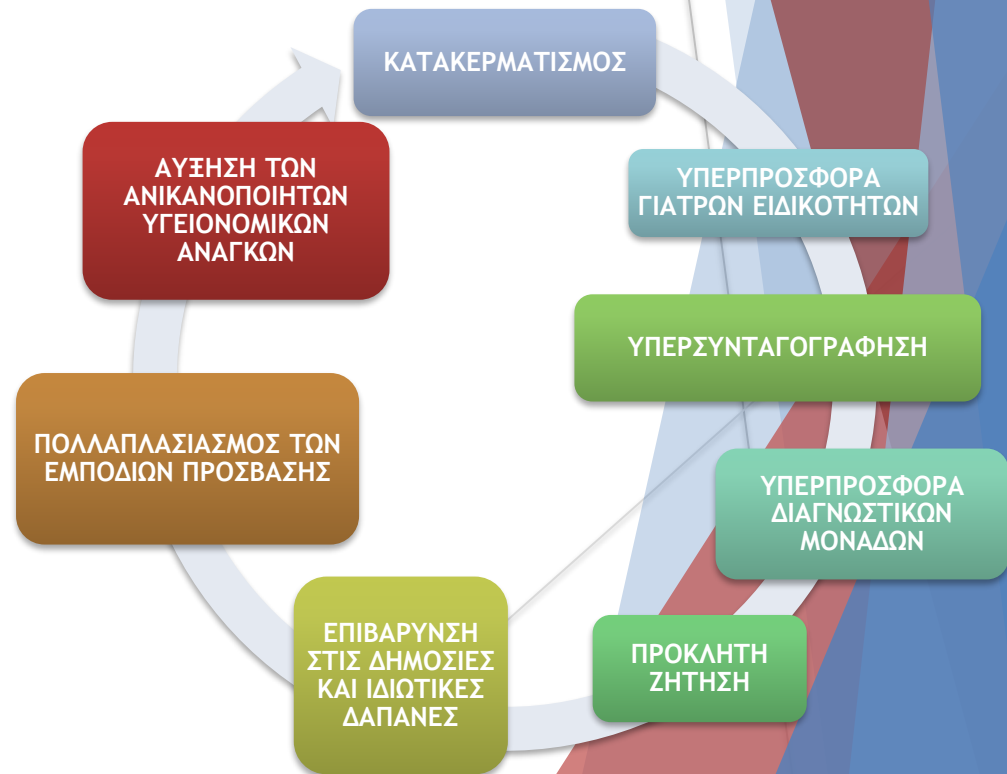 ΚΑΤΑΚΕΡΜΑΤΙΣΜΟΣ
ΥΠΕΡΠΡΟΣΦΟΡΑ
ΓΙΑΤΡΩΝ ΕΙΔΙΚΟΤΗΤΩΝ
ΥΠΕΡΣΥΝΤΑΓΟΓΡΑΦΗΣΗ
ΥΠΕΡΠΡΟΣΦΟΡΑ
ΔΙΑΓΝΩΣΤΙΚΩΝ
ΜΟΝΑΔΩΝ
ΠΡΟΚΛΗΤΗ
ΖΗΤΗΣΗ
ΕΠΙΒΑΡΥΝΣΗ
ΣΤΙΣ ΔΗΜΟΣΙΕΣ
ΚΑΙ ΙΔΙΩΤΙΚΕΣ
ΔΑΠΑΝΕΣ
ΠΟΛΛΑΠΛΑΣΙΑΣΜΟΣ ΤΩΝ
ΕΜΠΟΔΙΩΝ ΠΡΟΣΒΑΣΗΣ
ΑΥΞΗΣΗ ΤΩΝ
ΑΝΙΚΑΝΟΠΟΙΗΤΩΝ
ΥΓΕΙΟΝΟΜΙΚΩΝ
ΑΝΑΓΚΩΝ